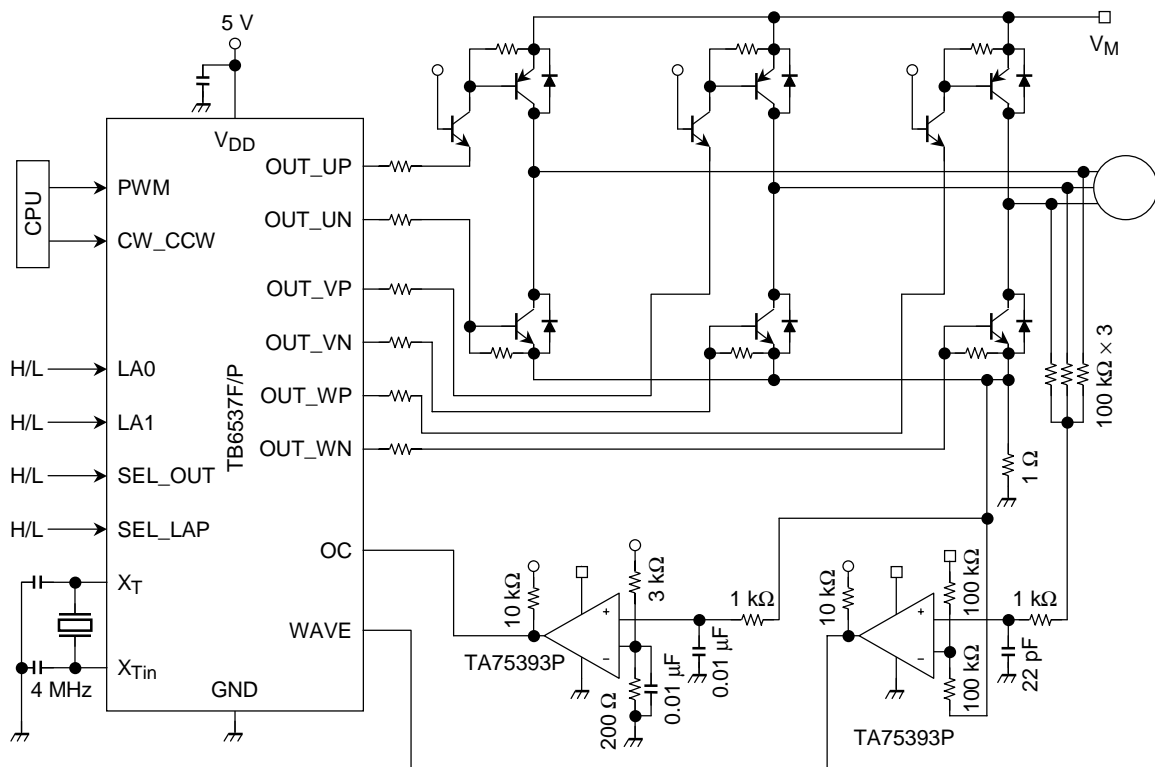 5 V
V_M
V_DD
CPU
PWM
CW_CCW
H/L
LA0
H/L
LA1
H/L
SEL_OUT
H/L
SEL_LAP
X_T
X_Tin
4 MHz
GND
TB6537F/P
OUT_UP
OUT_UN
OUT_VP
OUT_VN
OUT_WP
OUT_WN
OC
WAVE
100 kΩ × 3
1 Ω
10 kΩ
+
−
TA75393P
3 kΩ
200 Ω
0.01 μF
0.01 μF
1 kΩ
10 kΩ
+
−
TA75393P
100 kΩ
100 kΩ
1 kΩ
22 pF